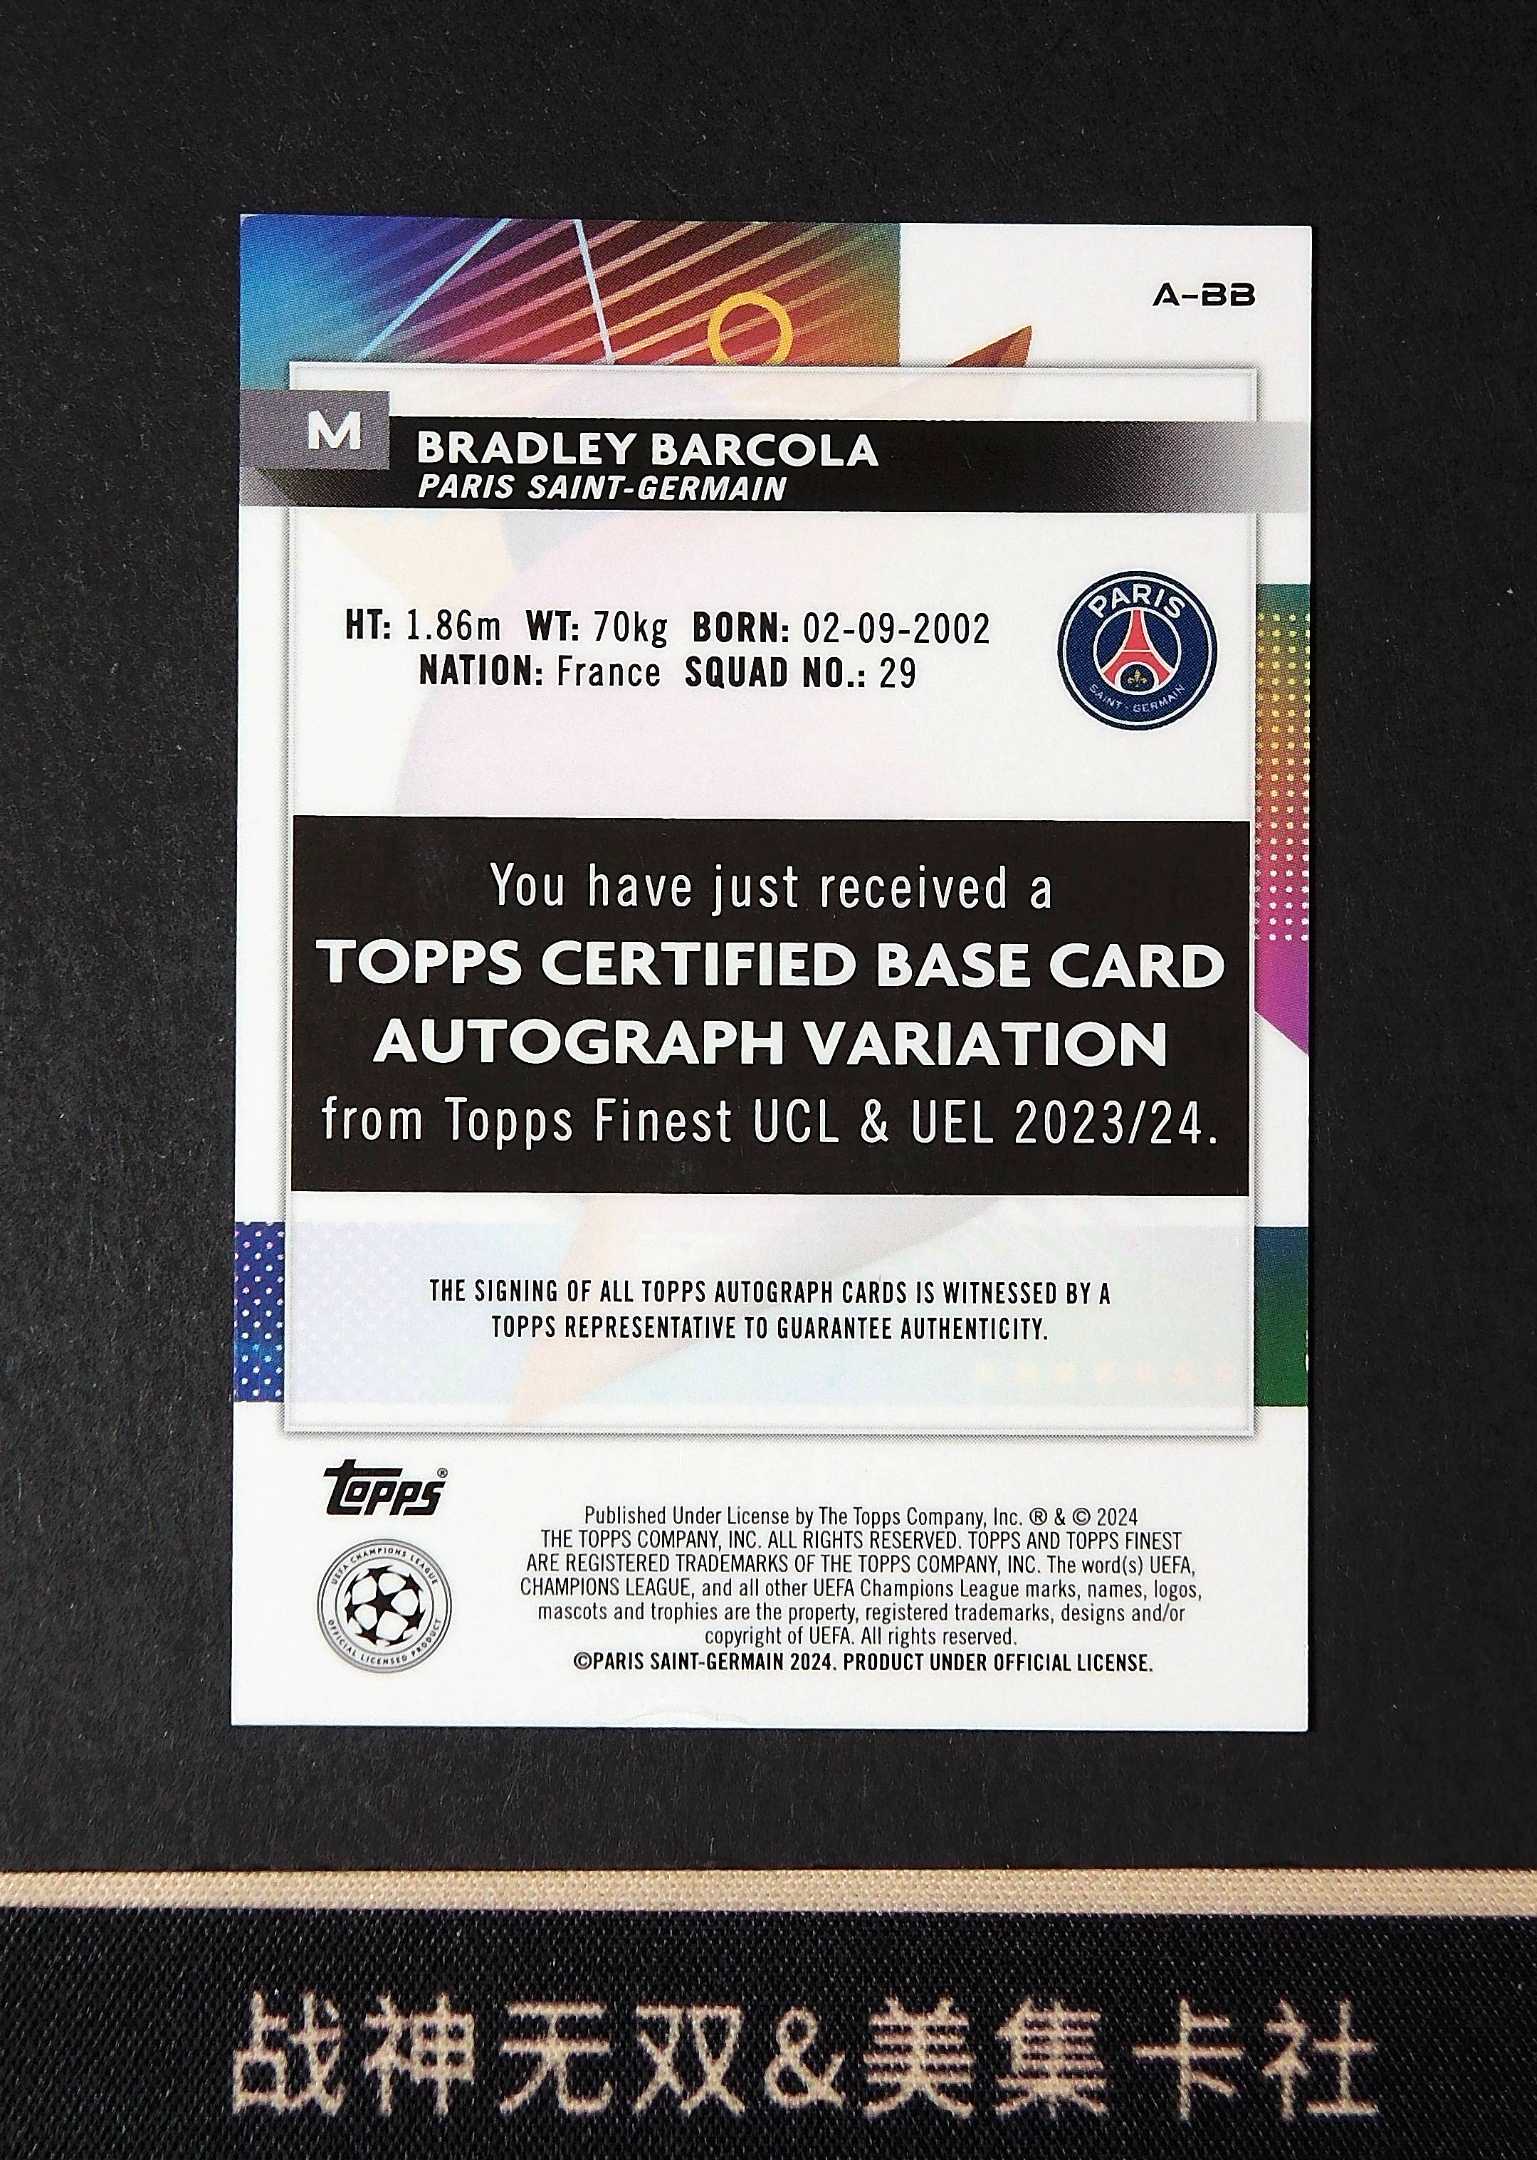 A-BB
M
BRADLEY BARCOLA
PARIS SAINT-GERMAIN
HT: 1.86m WT: 70kg BORN: 02-09-2002
NATION: France SQUAD NO.: 29
PARIS
SAINT-GERMAIN
You have just received a
TOPPS CERTIFIED BASE CARD
AUTOGRAPH VARIATION
from Topps Finest UCL & UEL 2023/24.
THE SIGNING OF ALL TOPPS AUTOGRAPH CARDS IS WITNESSED BY A
TOPPS REPRESENTATIVE TO GUARANTEE AUTHENTICITY.
topps®
UEFA CHAMPIONS LEAGUE
OFFICIAL LICENSED PRODUCT
Published Under License by The Topps Company, Inc. ® & © 2024
THE TOPPS COMPANY, INC. ALL RIGHTS RESERVED. TOPPS AND TOPPS FINEST
ARE REGISTERED TRADEMARKS OF THE TOPPS COMPANY, INC. The word(s) UEFA,
CHAMPIONS LEAGUE, and all other UEFA Champions League marks, names, logos,
mascots and trophies are the property, registered trademarks, designs and/or
copyright of UEFA. All rights reserved.
©PARIS SAINT-GERMAIN 2024. PRODUCT UNDER OFFICIAL LICENSE.
战神无双&美集卡社